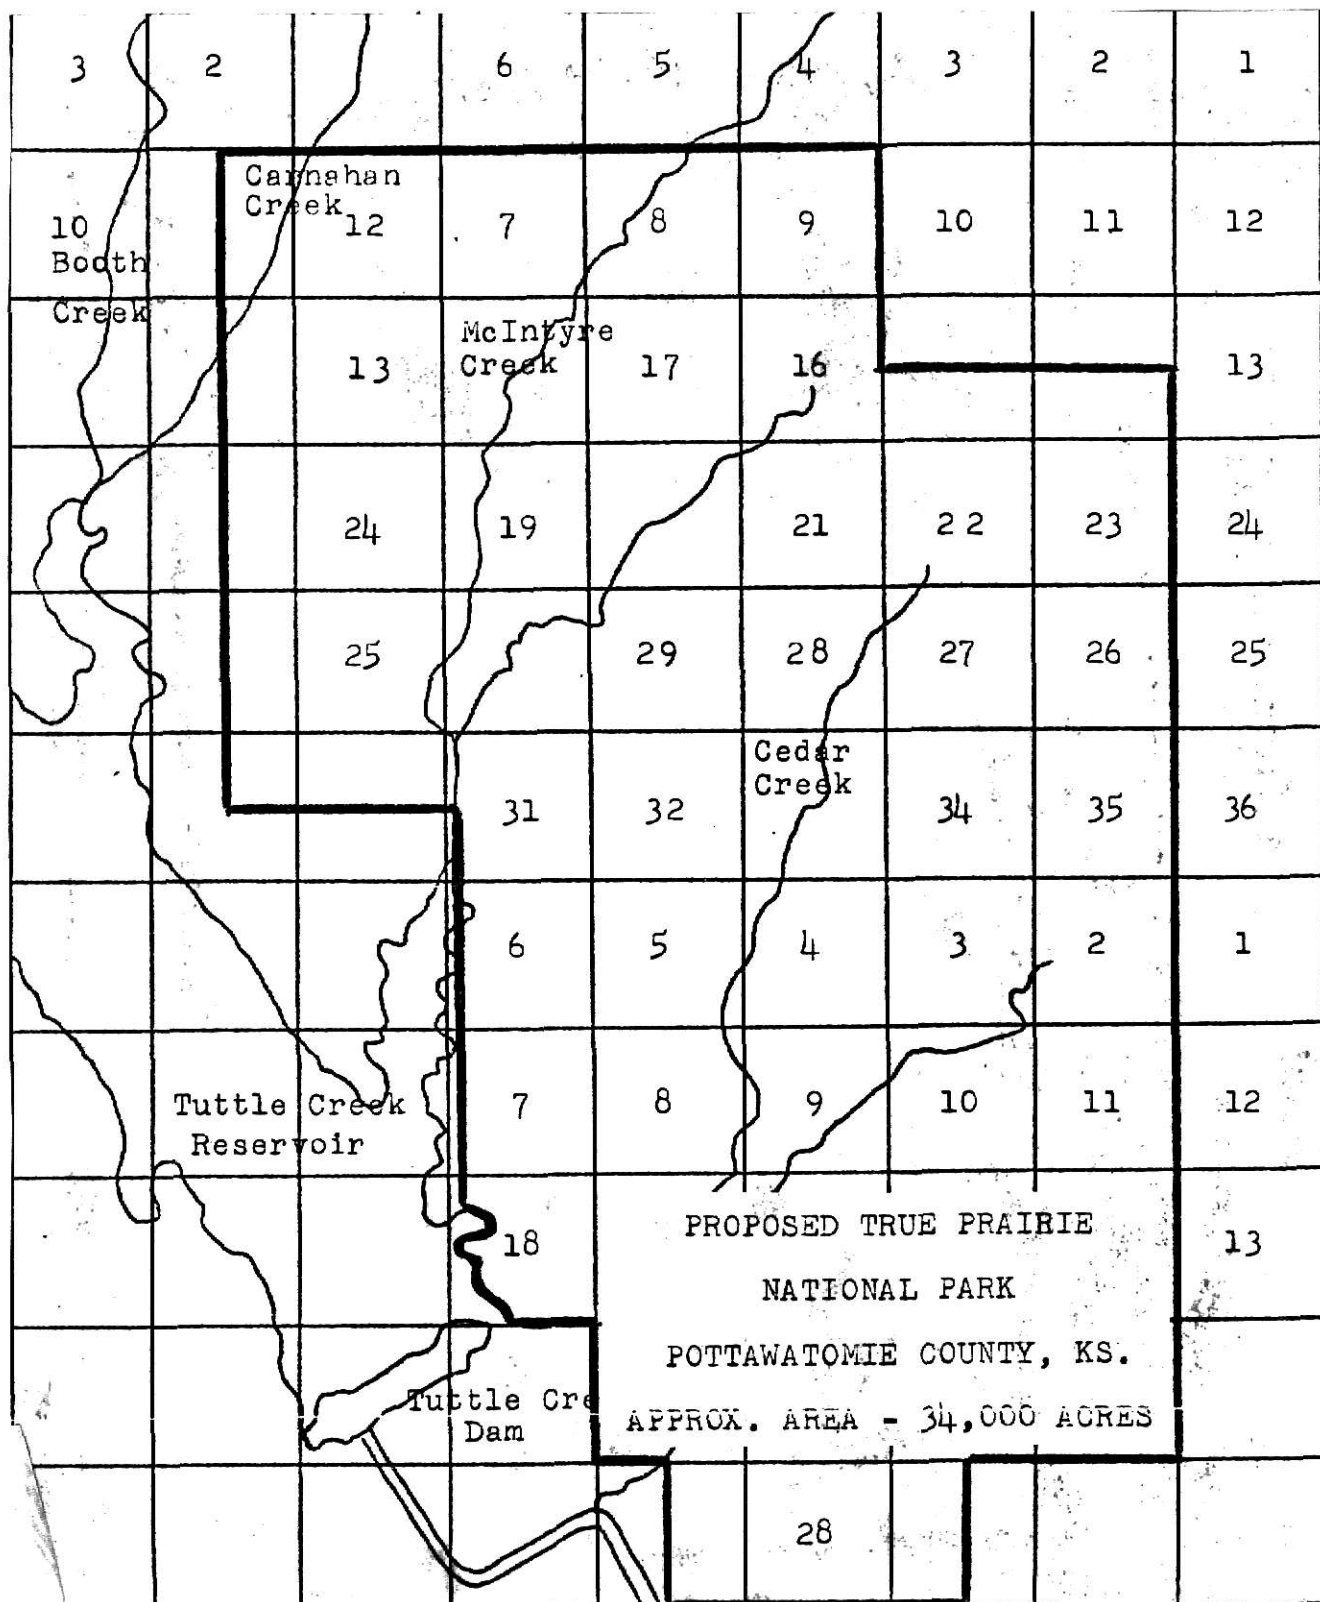 3 2 6 5 4 3 2 1
Carnahan
Creek
10 12 7 8 9 10 11 12
Booth
Creek
McIntyre
Creek
13 17 16 13
24 19 21 22 23 24
25 29 28 27 26 25
Cedar
Creek
31 32 34 35 36
6 5 4 3 2 1
Tuttle Creek
Reservoir
7 8 9 10 11 12
18 13
PROPOSED TRUE PRAIRIE
NATIONAL PARK
POTTAWATOMIE COUNTY, KS.
APPROX. AREA - 34,000 ACRES
Tuttle Cre
Dam
28